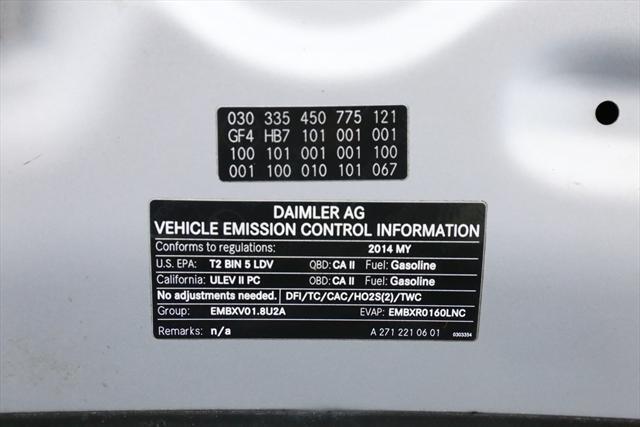 030 335 450 775 121
GF4 HB7 101 001 001
100 101 001 001 100
001 100 010 101 067
DAIMLER AG
VEHICLE EMISSION CONTROL INFORMATION
Conforms to regulations: 2014 MY
U.S. EPA: T2 BIN 5 LDV OBD: CA II Fuel: Gasoline
California: ULEV II PC OBD: CA II Fuel: Gasoline
No adjustments needed. DFI/TC/CAC/HO2S(2)/TWC
Group: EMBXV01.8U2A EVAP: EMBXR0160LNC
Remarks: n/a A 271 221 06 01 0303354